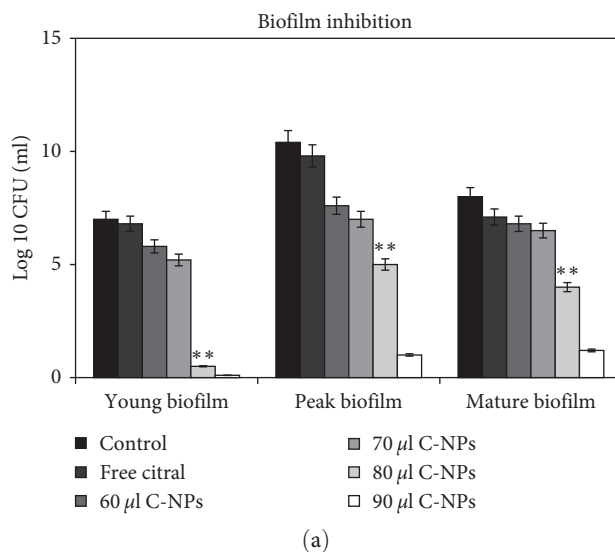 Biofilm inhibition
15
10
5
0
Log 10 CFU (ml)
**
**
**
Young biofilm
Peak biofilm
Mature biofilm
Control
Free citral
60 μl C-NPs
70 μl C-NPs
80 μl C-NPs
90 μl C-NPs
(a)